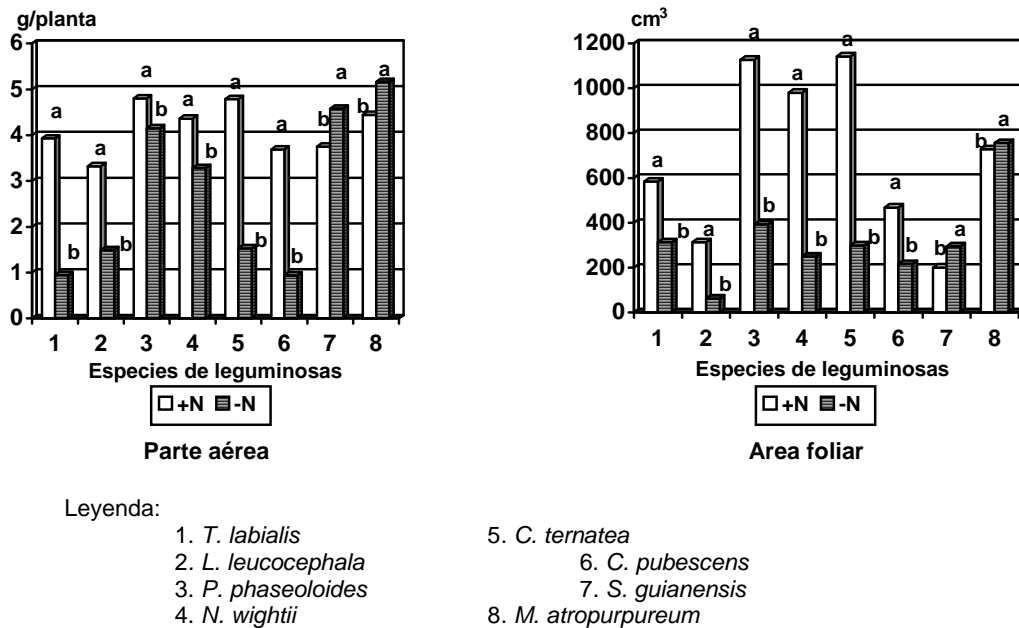 g/planta
6
5
4
3
2
1
0
a
b
a
b
a
b
a
b
a
b
a
b
b
a
b
a
1 2 3 4 5 6 7 8
Especies de leguminosas
+N -N
Parte aérea
cm3
1200
1000
800
600
400
200
0
a
b
a
b
a
b
a
b
a
b
a
b
b
a
b
a
1 2 3 4 5 6 7 8
Especies de leguminosas
+N -N
Area foliar
Leyenda:
1. T. labialis
2. L. leucocephala
3. P. phaseoloides
4. N. wightii
5. C. ternatea
6. C. pubescens
7. S. guianensis
8. M. atropurpureum